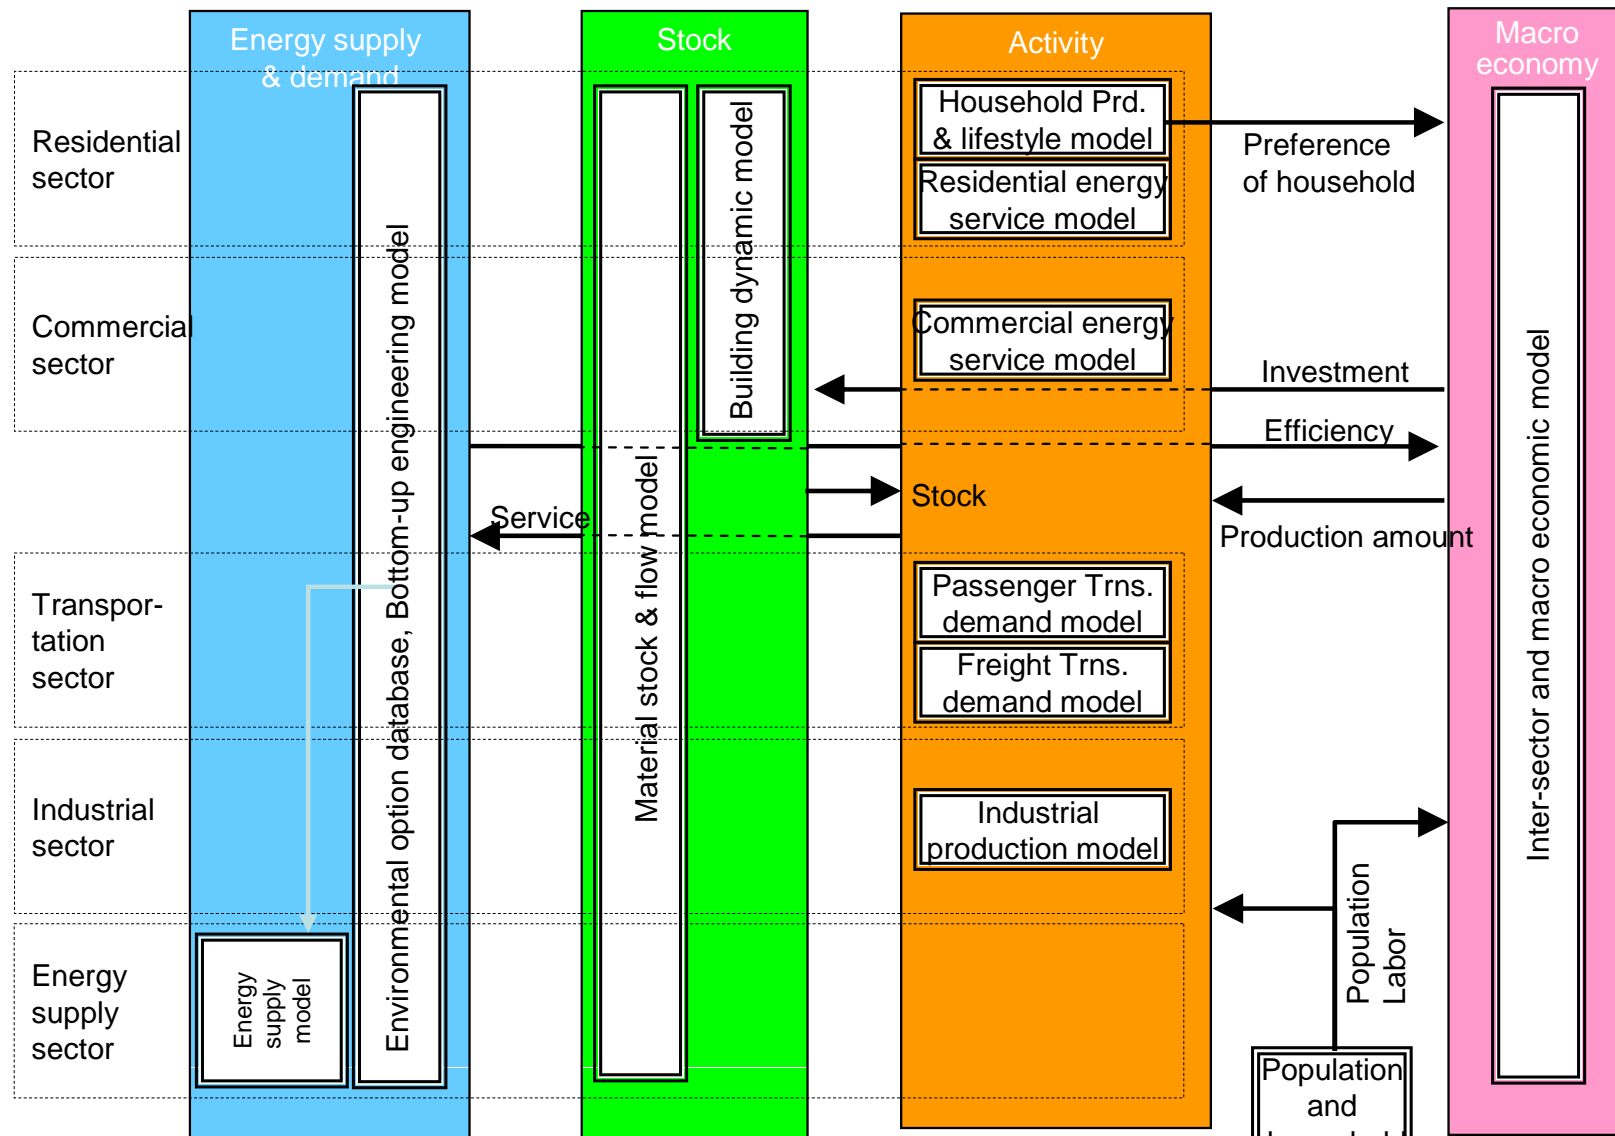 Energy supply
& demand
Stock
Activity
Macro
economy
Residential
sector
Commercial
sector
Transpor-
tation
sector
Industrial
sector
Energy
supply
sector
Environmental option database, Bottom-up engineering model
Energy
supply
model
Material stock & flow model
Building dynamic model
Household Prd.
& lifestyle model
Residential energy
service model
Commercial energy
service model
Passenger Trns.
demand model
Freight Trns.
demand model
Industrial
production model
Inter-sector and macro economic model
Preference
of household
Investment
Efficiency
Stock
Service
Production amount
Population
Labor
Population
and